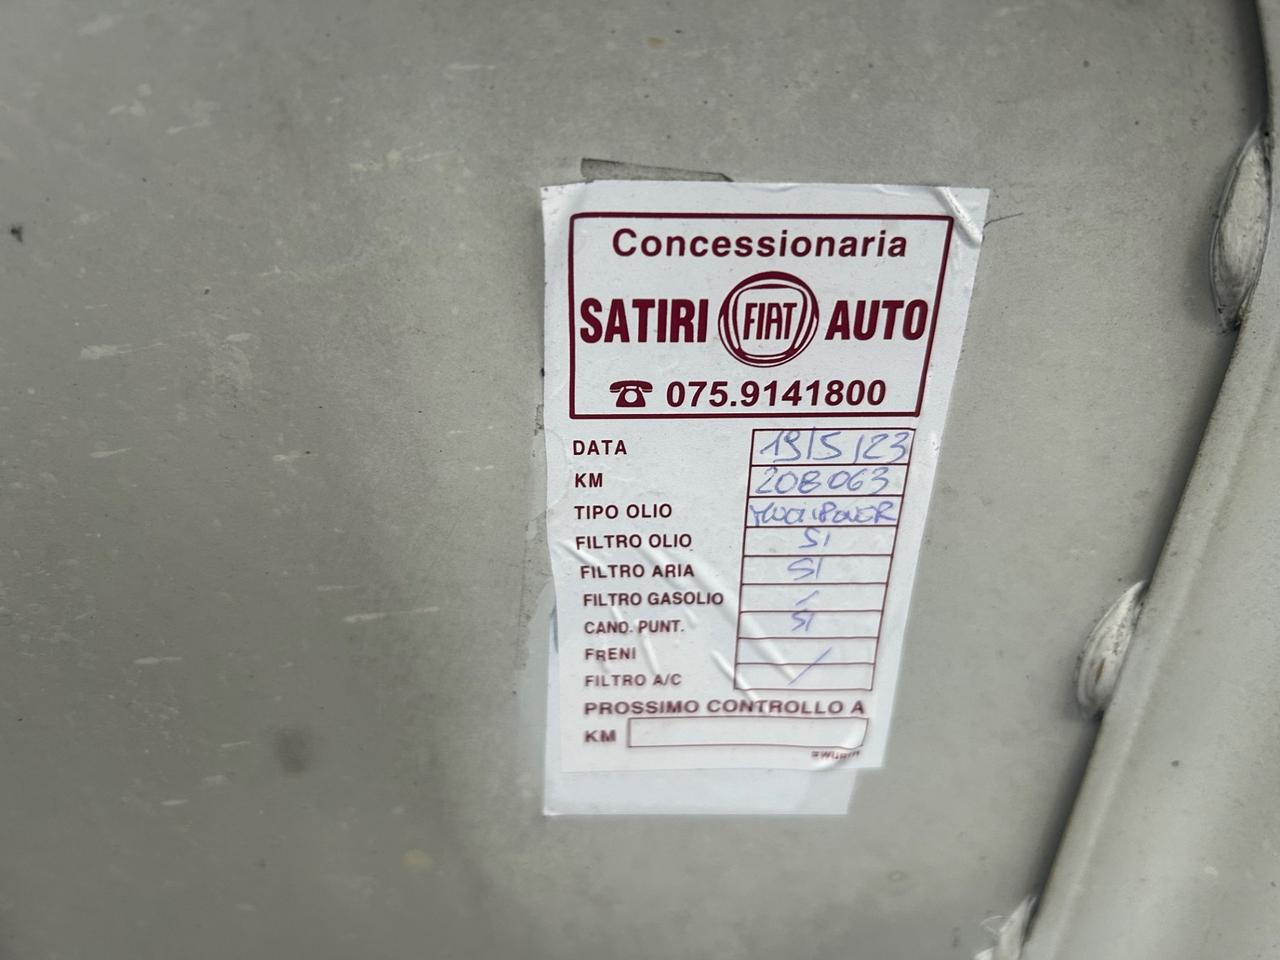 Concessionaria
SATIRI FIAT AUTO
☎ 075.9141800
DATA 19/5/23
KM 208063
TIPO OLIO
FILTRO OLIO SI
FILTRO ARIA SI
FILTRO GASOLIO /
CAND. PUNT. SI
FRENI
FILTRO A/C /
PROSSIMO CONTROLLO A
KM